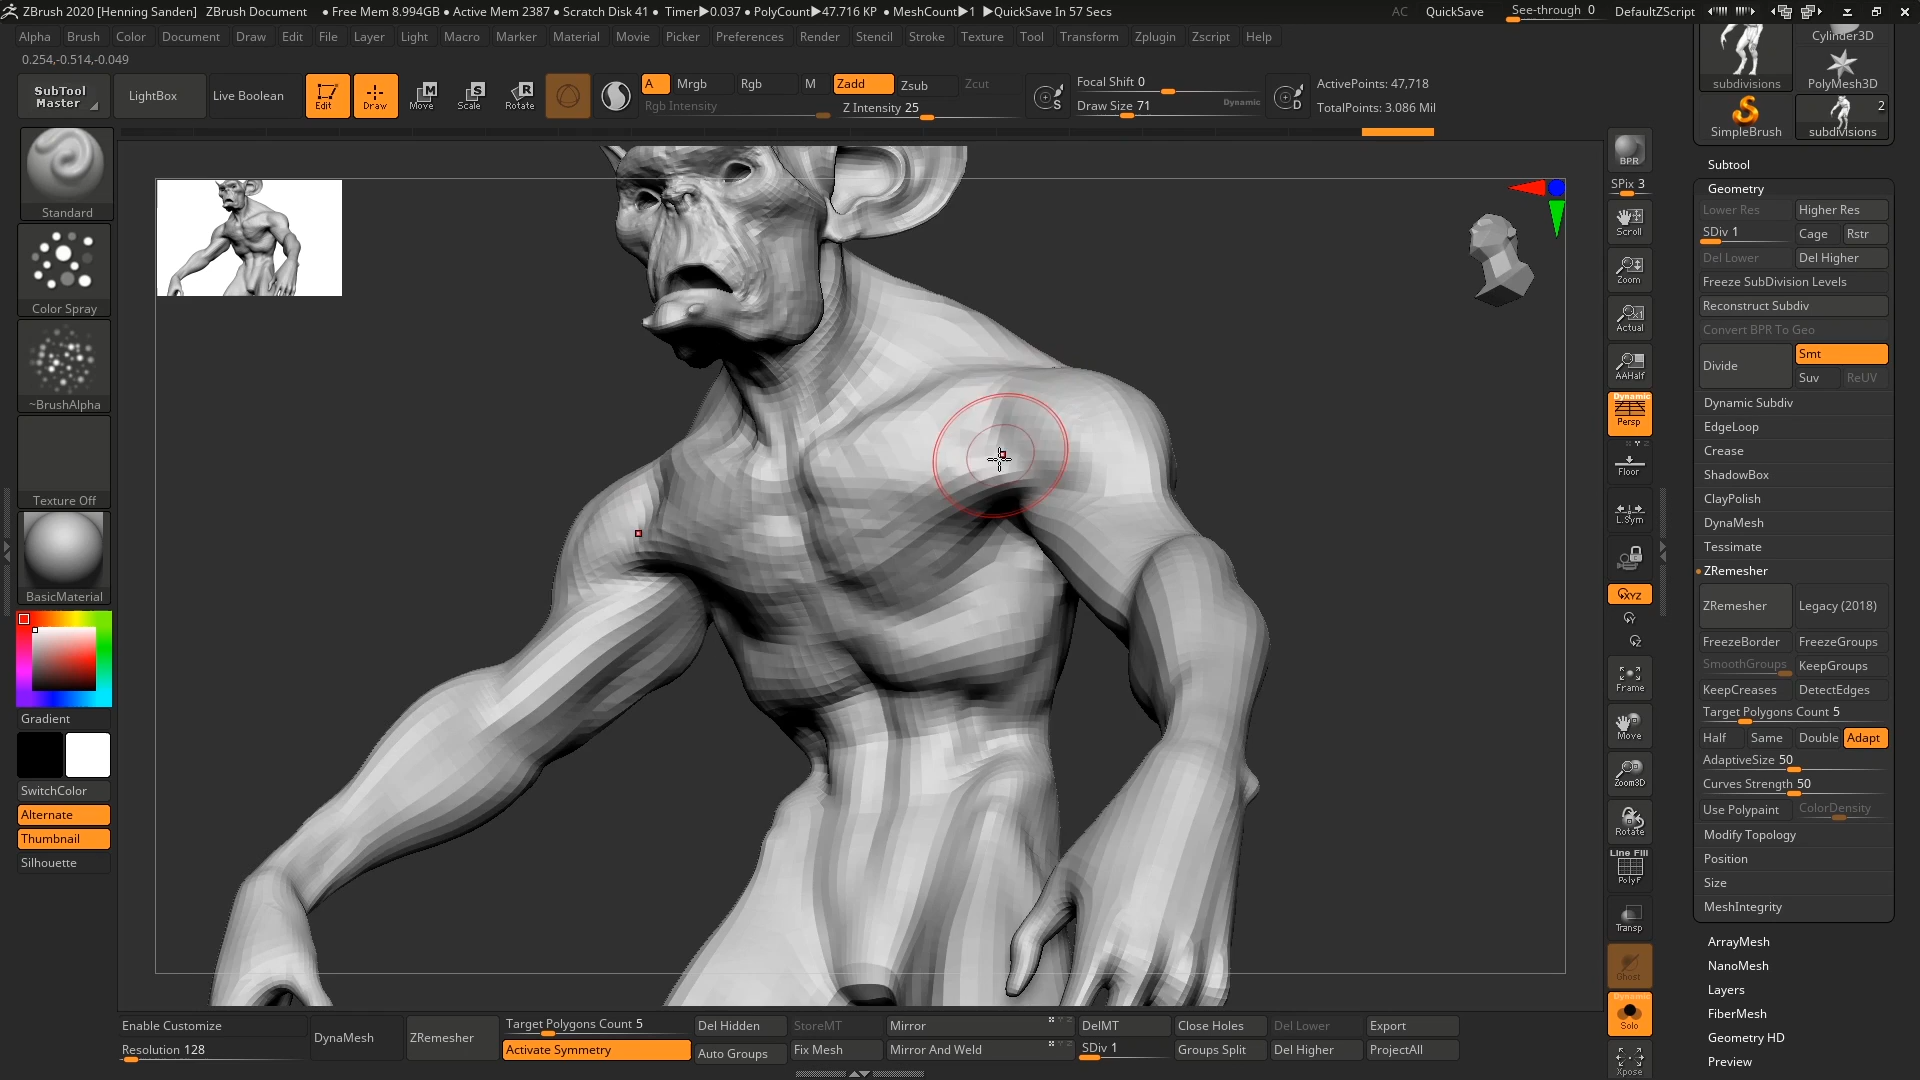 ZBrush 2020 [Henning Sanden] ZBrush Document • Free Mem 8.994GB • Active Mem 2387 • Scratch Disk 41 • Timer▶0.037 • PolyCount▶47.716 KP • MeshCount▶1 ▶QuickSave In 57 Secs AC QuickSave See-through 0 DefaultZScript
Alpha Brush Color Document Draw Edit File Layer Light Macro Marker Material Movie Picker Preferences Render Stencil Stroke Texture Tool Transform Zplugin Zscript Help
0.254,-0.514,-0.049
SubTool Master
LightBox
Live Boolean
Edit
Draw
Move
Scale
Rotate
A Mrgb Rgb M
Rgb Intensity
Zadd Zsub Zcut
Z Intensity 25
S
Focal Shift 0
Draw Size 71 Dynamic
D
ActivePoints: 47,718
TotalPoints: 3.086 Mil
Standard
Color Spray
~BrushAlpha
Texture Off
BasicMaterial
Gradient
SwitchColor
Alternate
Thumbnail
Silhouette
BPR
SPix 3
Scroll
Zoom
Actual
AAHalf
Dynamic
Persp
Floor
L.Sym
XYZ
Y
Z
Frame
Move
Zoom3D
Rotate
Line Fill
PolyF
Transp
Ghost
Dynamic
Solo
Xpose
Cylinder3D
subdivisions PolyMesh3D
2
SimpleBrush subdivisions
Subtool
Geometry
Lower Res Higher Res
SDiv 1 Cage Rstr
Del Lower Del Higher
Freeze SubDivision Levels
Reconstruct Subdiv
Convert BPR To Geo
Divide Smt
Suv ReUV
Dynamic Subdiv
EdgeLoop
Crease
ShadowBox
ClayPolish
DynaMesh
Tessimate
ZRemesher
ZRemesher Legacy (2018)
FreezeBorder FreezeGroups
SmoothGroups KeepGroups
KeepCreases DetectEdges
Target Polygons Count 5
Half Same Double Adapt
AdaptiveSize 50
Curves Strength 50
Use Polypaint ColorDensity
Modify Topology
Position
Size
MeshIntegrity
ArrayMesh
NanoMesh
Layers
FiberMesh
Geometry HD
Preview
Enable Customize
Resolution 128
DynaMesh
ZRemesher
Target Polygons Count 5
Activate Symmetry
Del Hidden StoreMT Mirror DelMT Close Holes Del Lower Export
Auto Groups Fix Mesh Mirror And Weld SDiv 1 Groups Split Del Higher ProjectAll